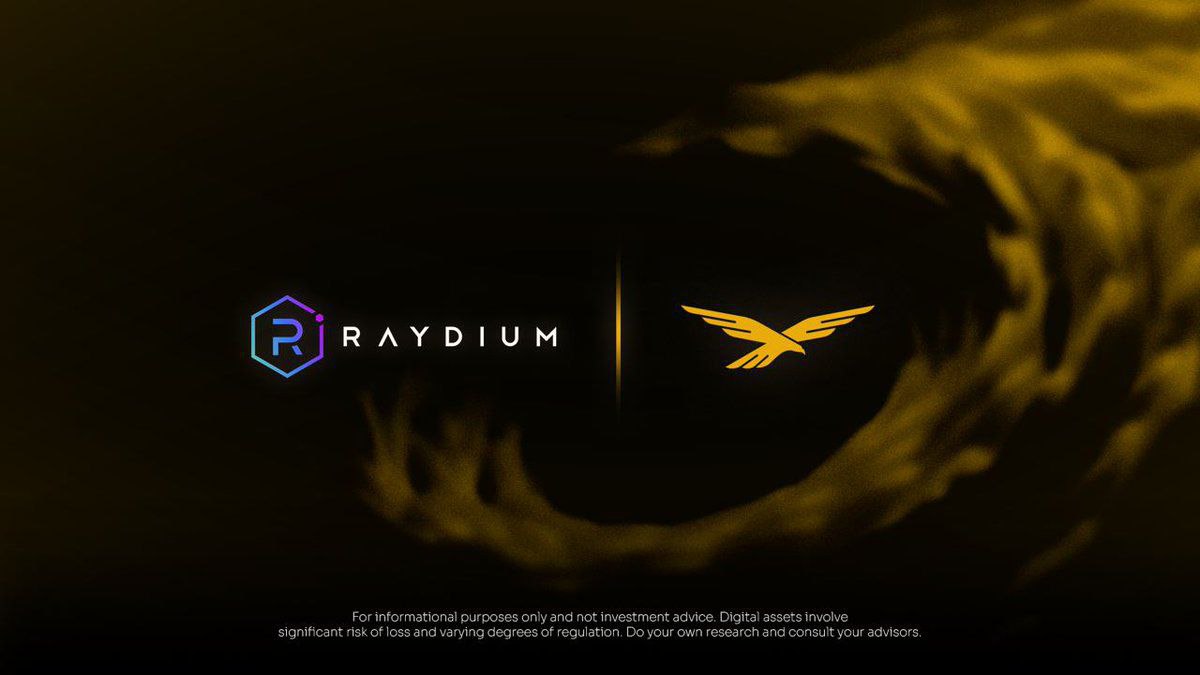 R RAYDIUM
For informational purposes only and not investment advice. Digital assets involve
significant risk of loss and varying degrees of regulation. Do your own research and consult your advisors.